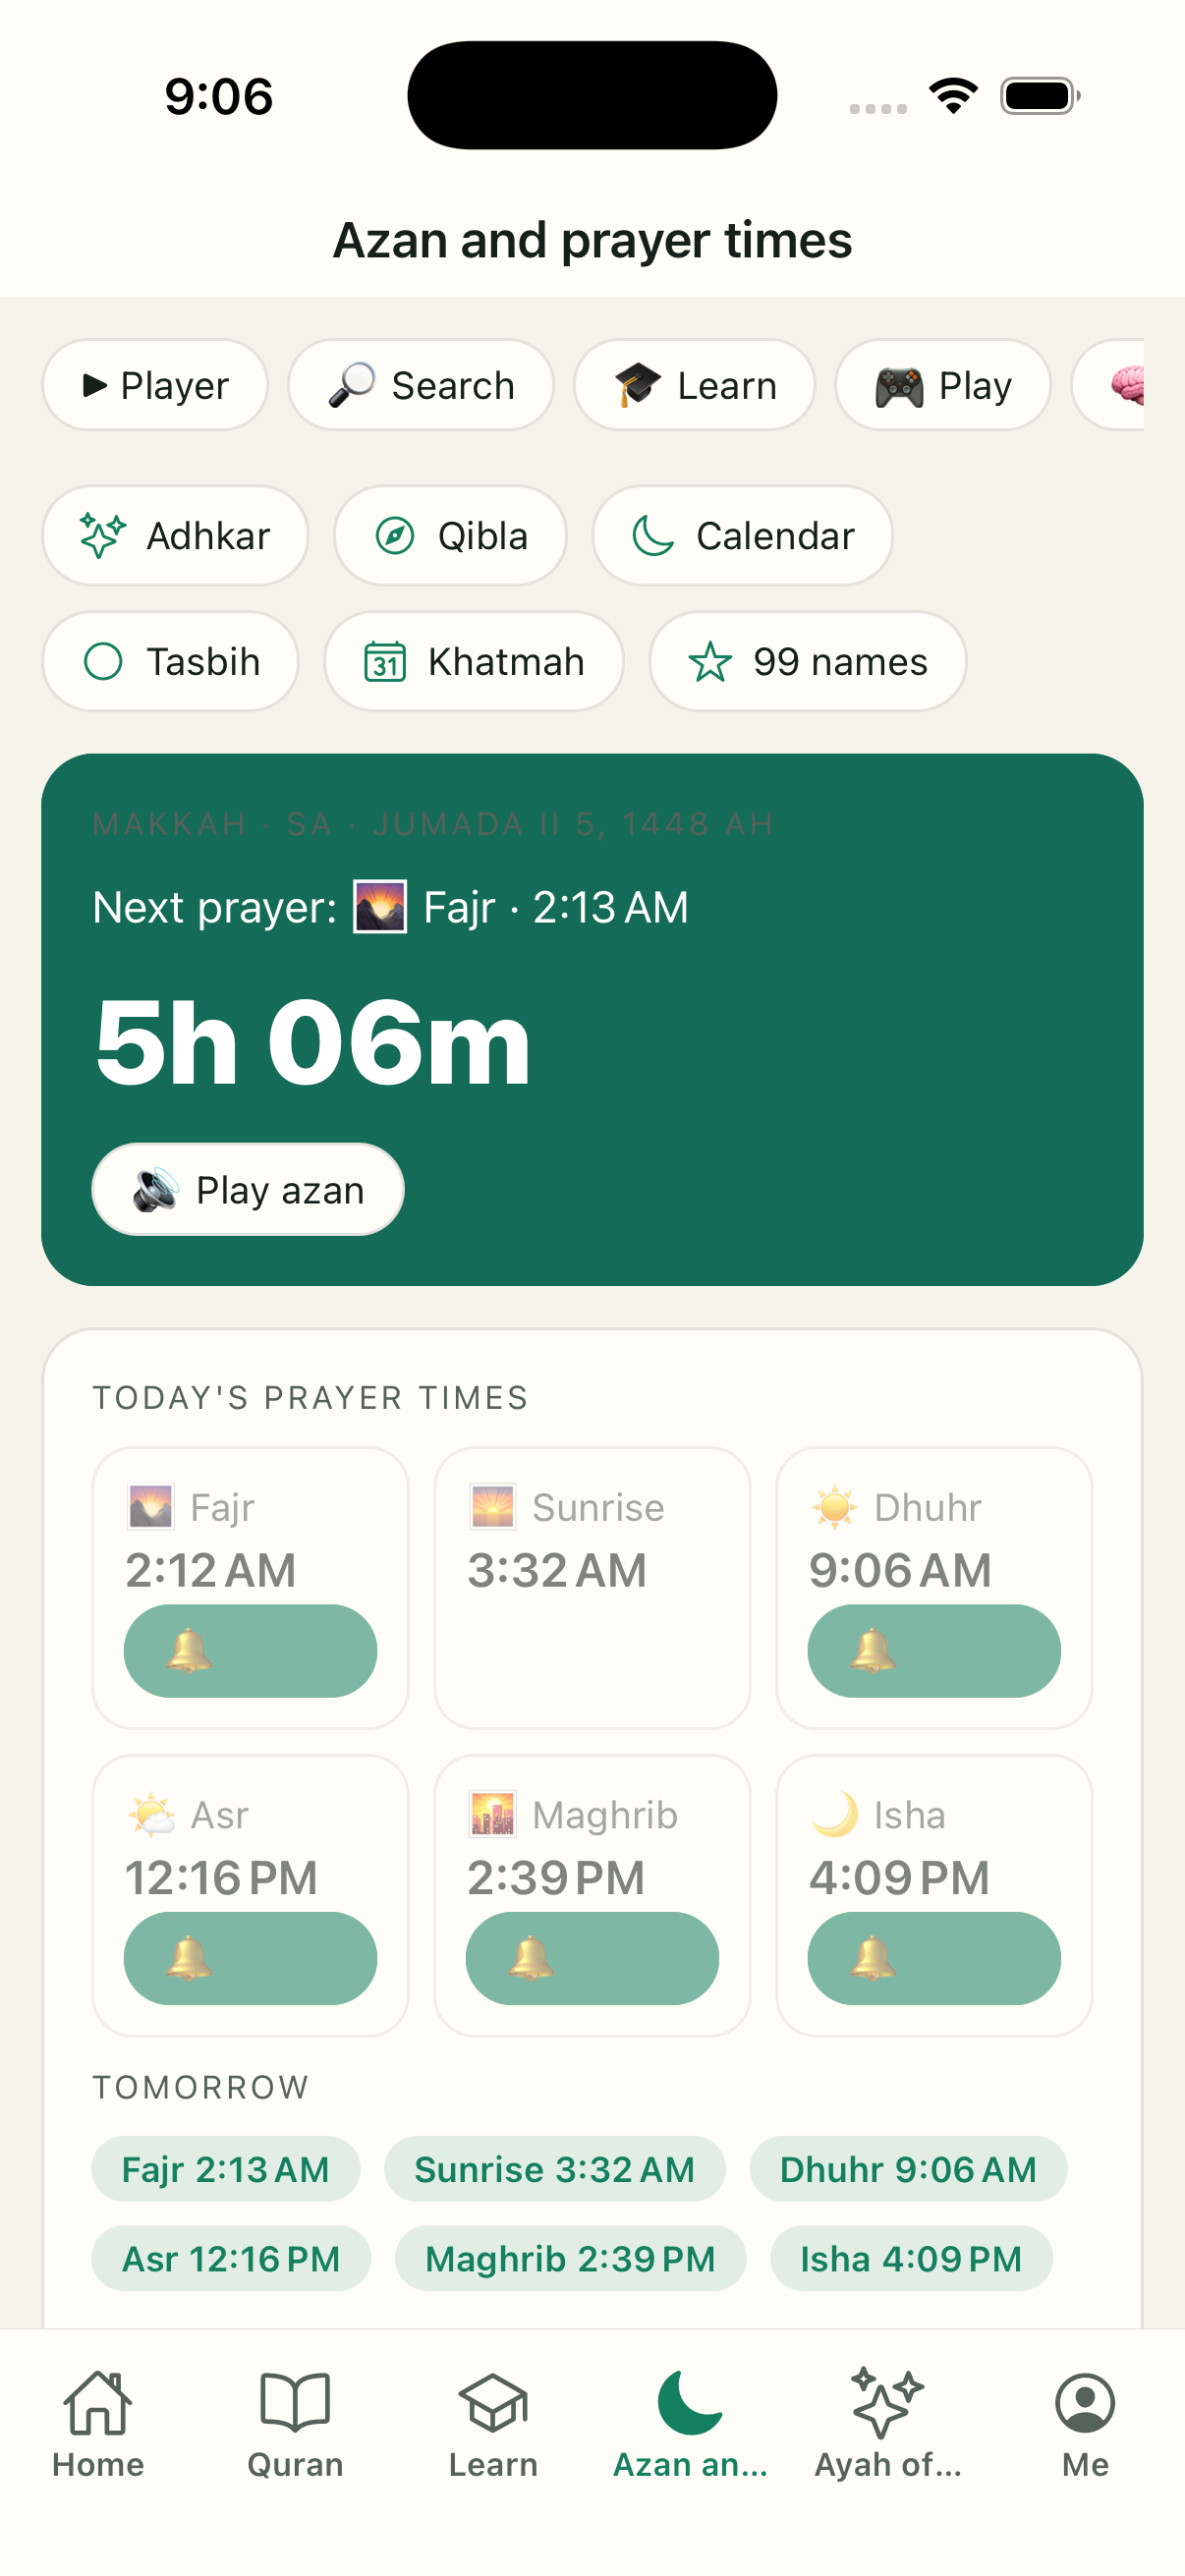 9:06
Azan and prayer times
Player Search Learn Play
Adhkar Qibla Calendar
Tasbih 31 Khatmah 99 names
MAKKAH · SA · JUMADA II 5, 1448 AH
Next prayer: Fajr · 2:13 AM
5h 06m
Play azan
TODAY'S PRAYER TIMES
Fajr Sunrise Dhuhr
2:12 AM 3:32 AM 9:06 AM
Asr Maghrib Isha
12:16 PM 2:39 PM 4:09 PM
TOMORROW
Fajr 2:13 AM Sunrise 3:32 AM Dhuhr 9:06 AM
Asr 12:16 PM Maghrib 2:39 PM Isha 4:09 PM
Home Quran Learn Azan an... Ayah of... Me